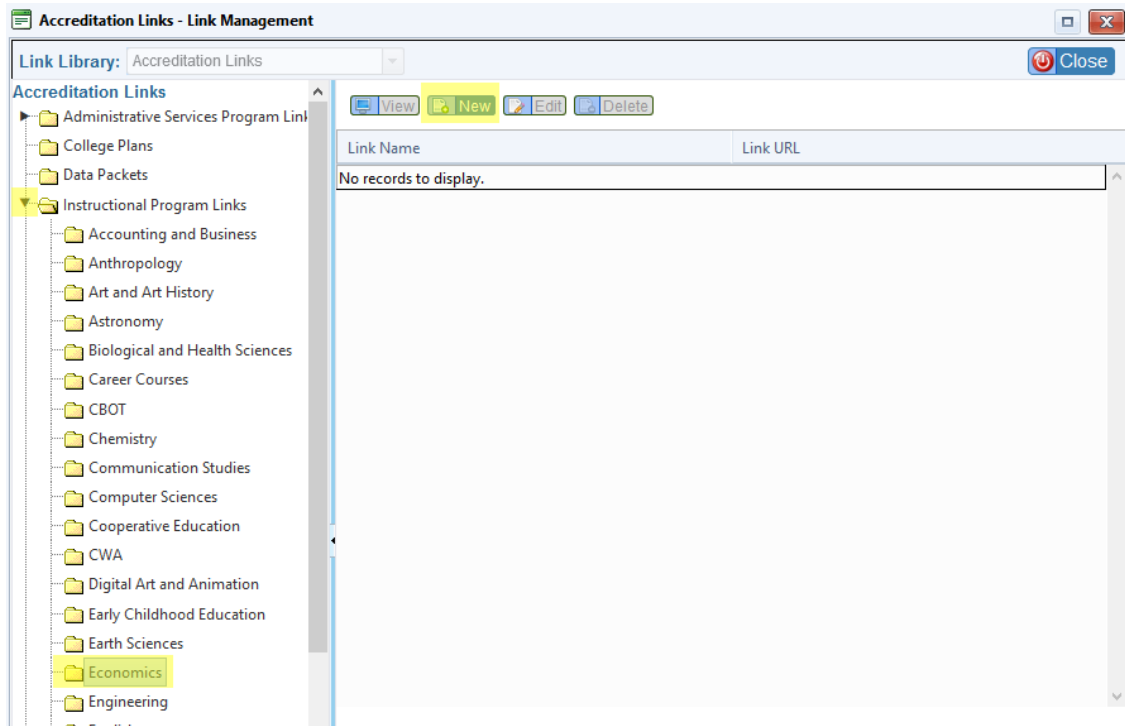 Accreditation Links - Link Management
Link Library: Accreditation Links
Close
Accreditation Links
Administrative Services Program Link
College Plans
Data Packets
Instructional Program Links
Accounting and Business
Anthropology
Art and Art History
Astronomy
Biological and Health Sciences
Career Courses
CBOT
Chemistry
Communication Studies
Computer Sciences
Cooperative Education
CWA
Digital Art and Animation
Early Childhood Education
Earth Sciences
Economics
Engineering
View New Edit Delete
Link Name Link URL
No records to display.